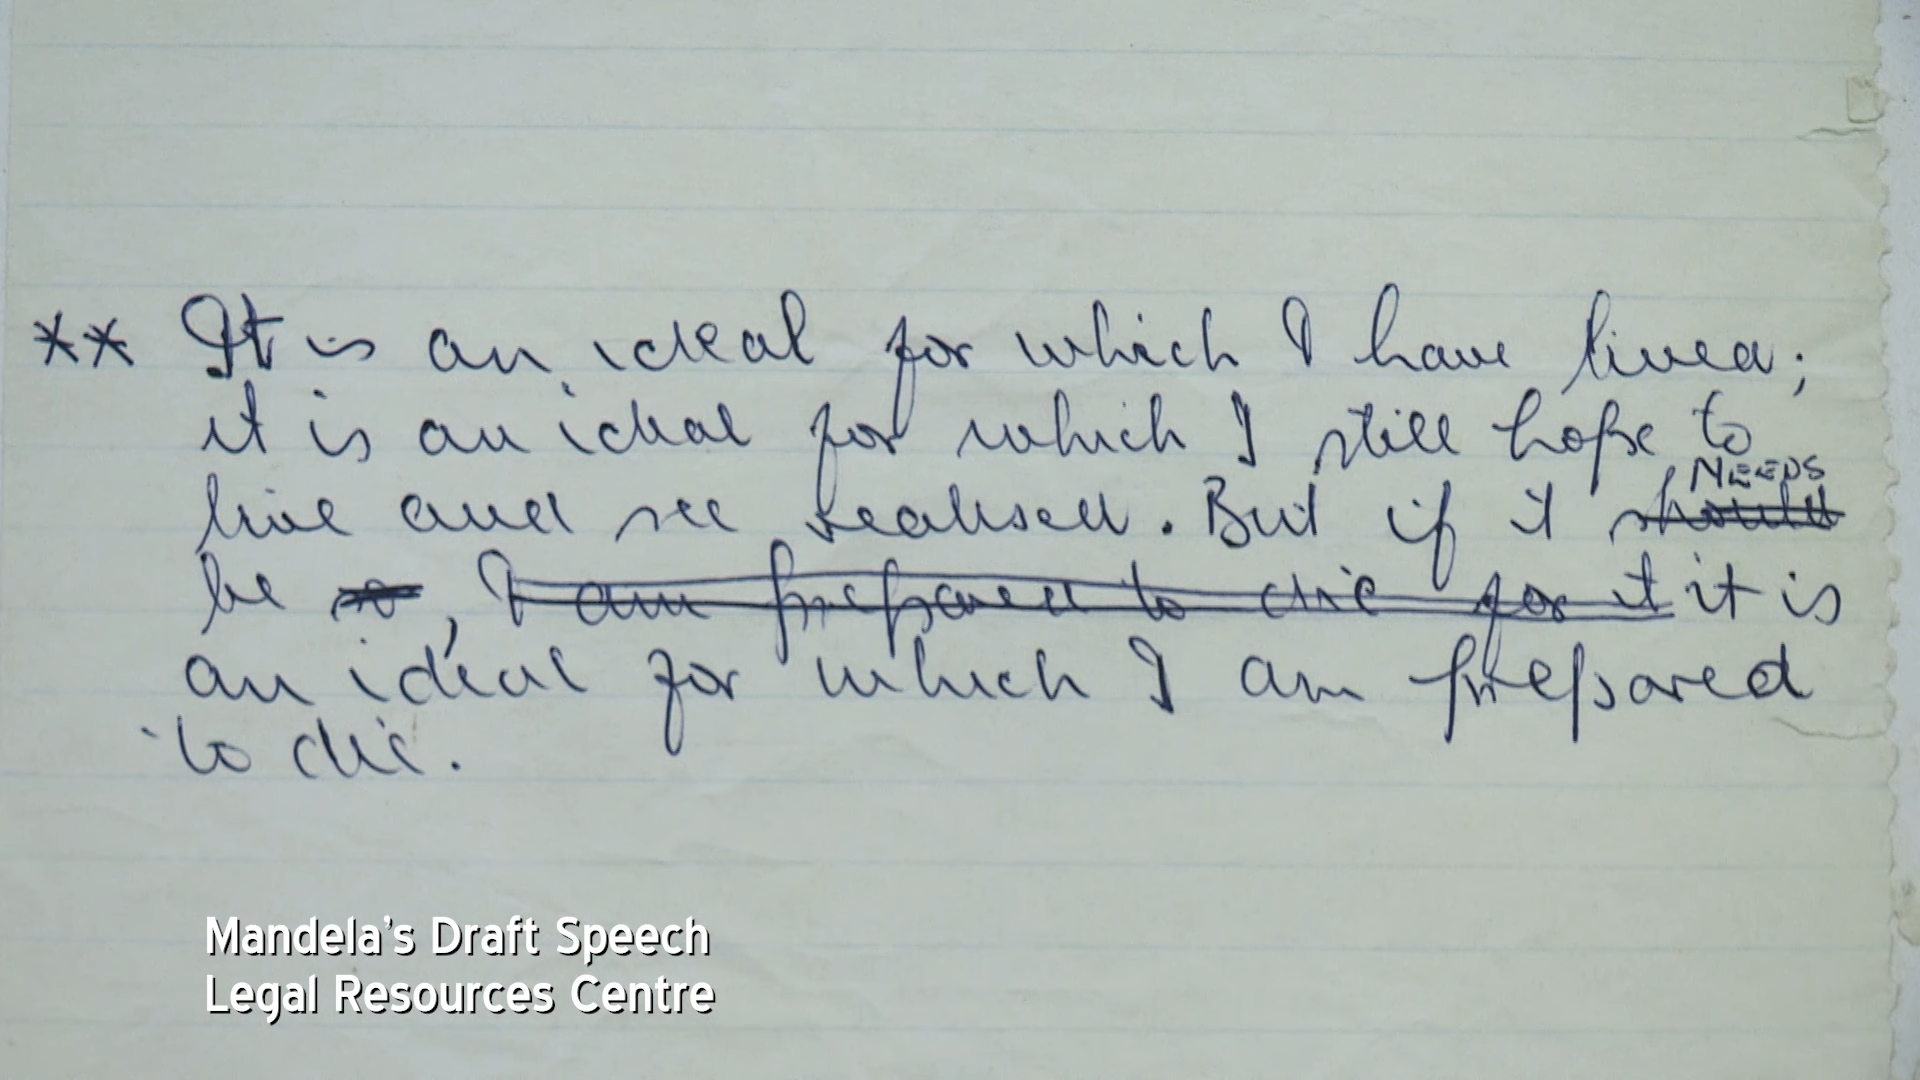 ** It is an ideal for which I have lived;
it is an ideal for which I still hope to
NEEDS
live and see realised. But if it should
be so, I am prepared to die for it it is
an ideal for which I am prepared
to die.
Mandela's Draft Speech
Legal Resources Centre